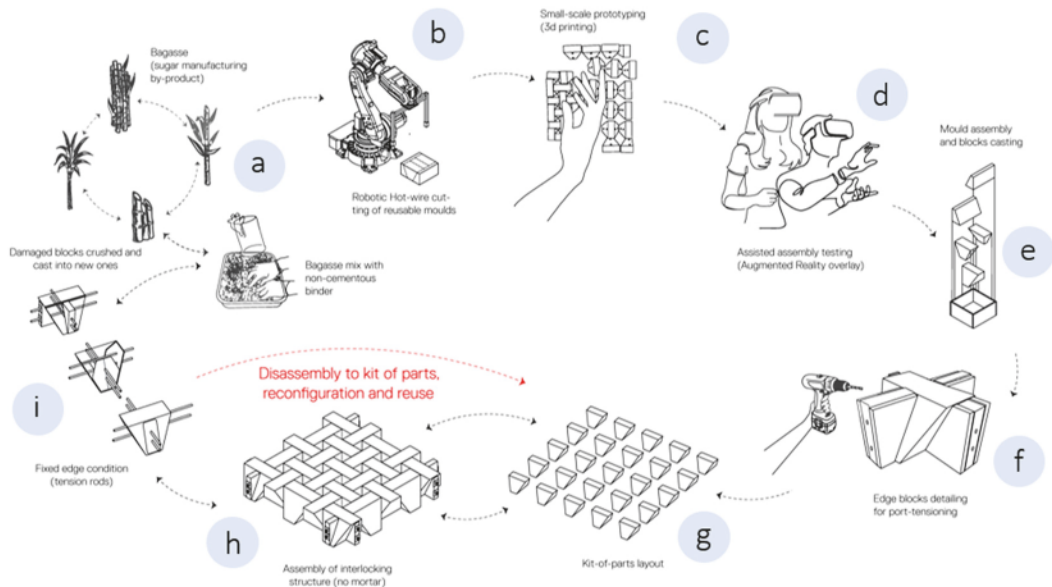 Bagasse
(sugar manufacturing
by-product)
a
b
Robotic Hot-wire cut-
ting of reusable moulds
Small-scale prototyping
(3d printing)
c
d
Assisted assembly testing
(Augmented Reality overlay)
Mould assembly
and blocks casting
e
Damaged blocks crushed and
cast into new ones
Bagasse mix with
non-cementous
binder
Disassembly to kit of parts,
reconfiguration and reuse
i
Fixed edge condition
(tension rods)
h
Assembly of interlocking
structure (no mortar)
g
Kit-of-parts layout
f
Edge blocks detailing
for port-tensioning